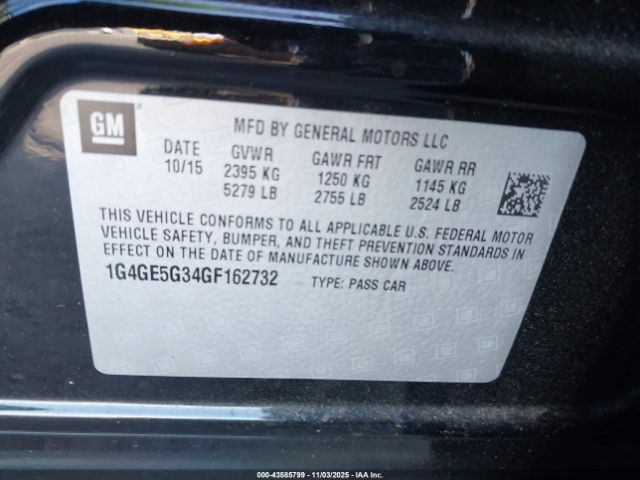 GM
MFD BY GENERAL MOTORS LLC
DATE GVWR GAWR FRT GAWR RR
10/15 2395 KG 1250 KG 1145 KG
5279 LB 2755 LB 2524 LB
THIS VEHICLE CONFORMS TO ALL APPLICABLE U.S. FEDERAL MOTOR
VEHICLE SAFETY, BUMPER, AND THEFT PREVENTION STANDARDS IN
EFFECT ON THE DATE OF MANUFACTURE SHOWN ABOVE.
1G4GE5G34GF162732 TYPE: PASS CAR
000-43585799 - 11/03/2025 - IAA, Inc.